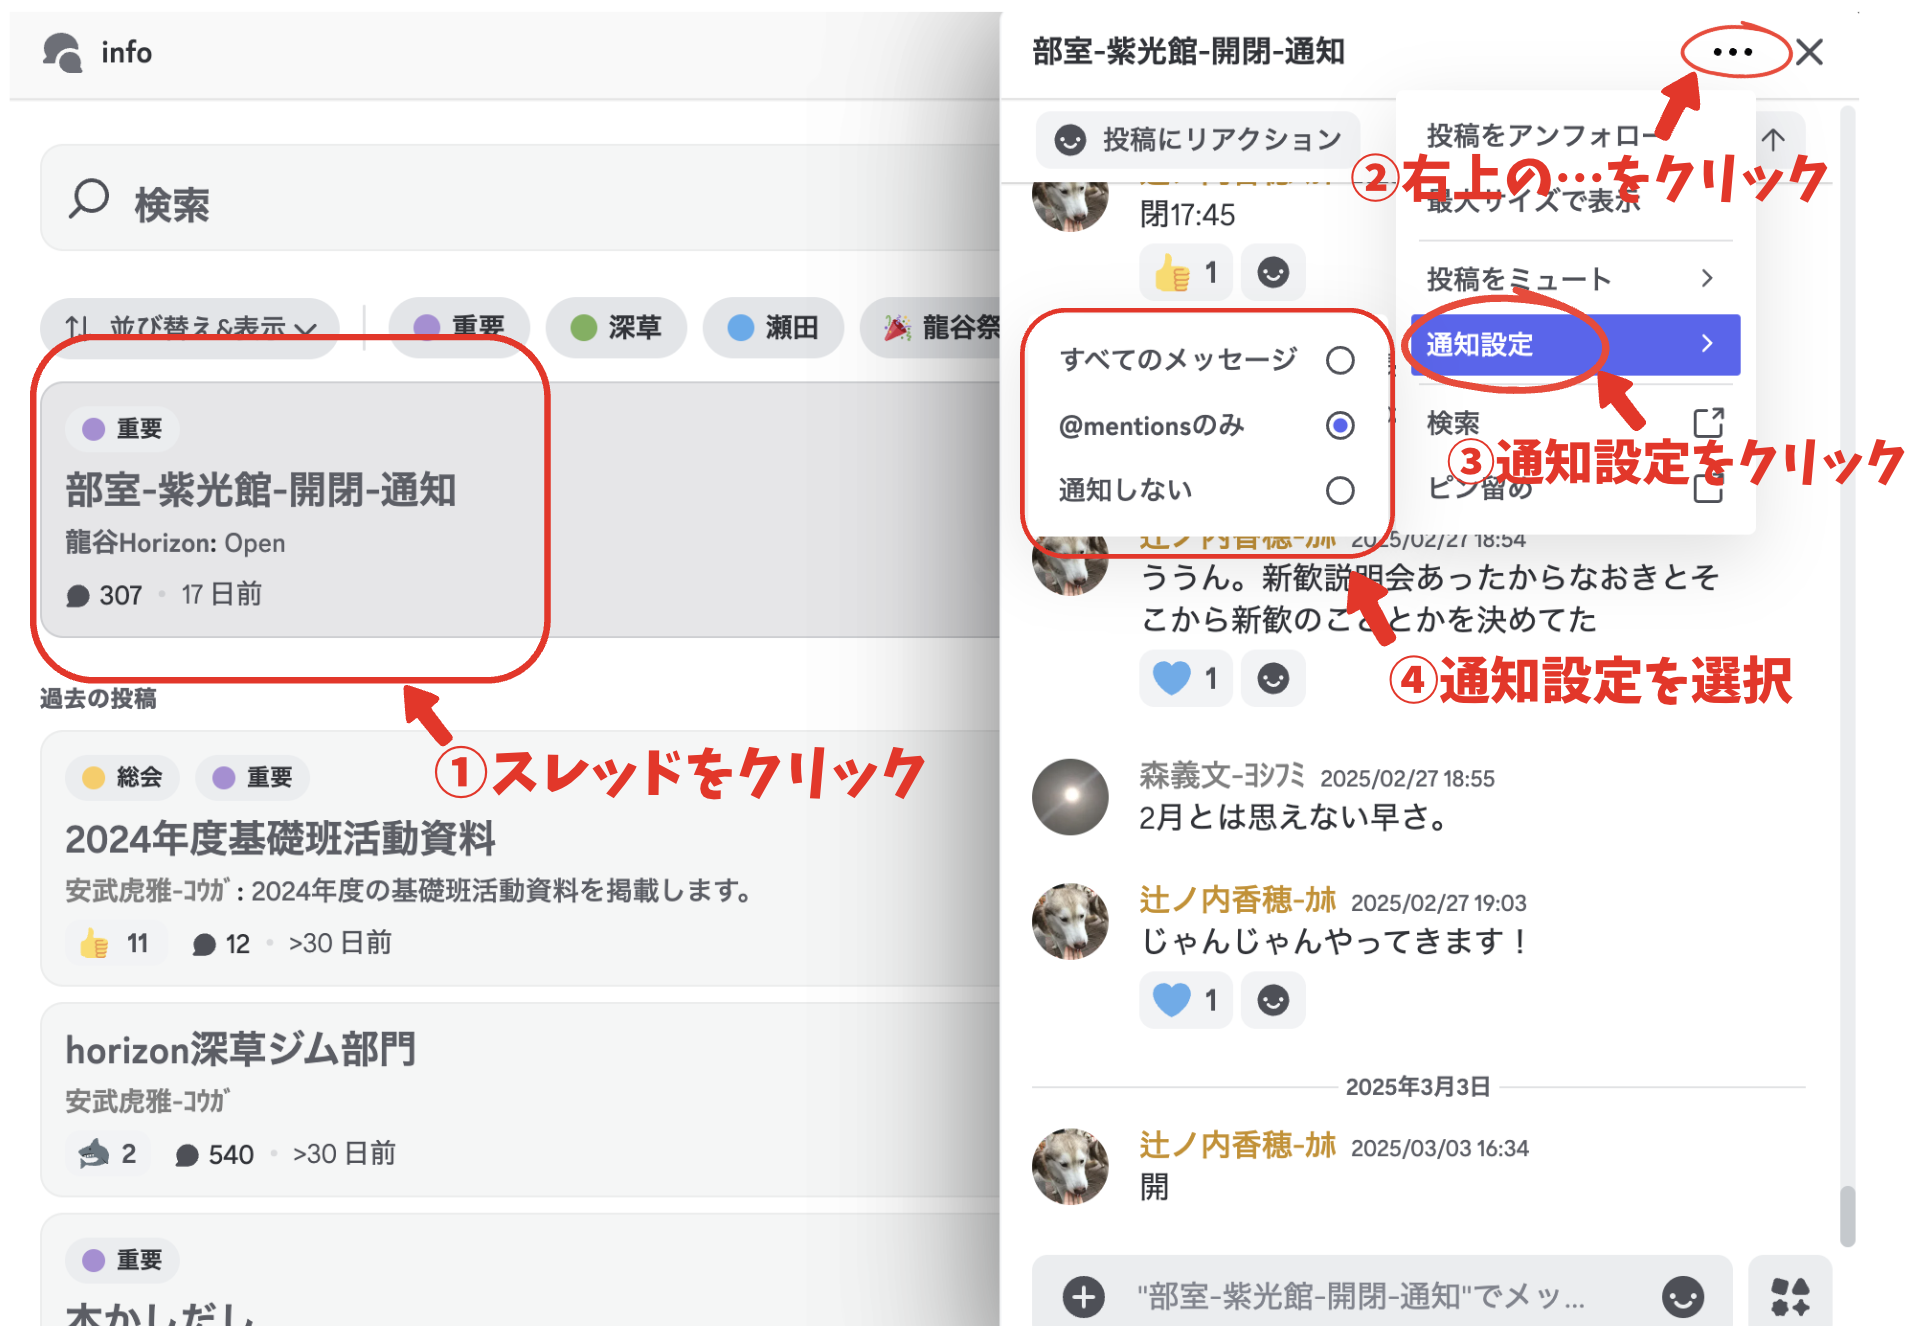 info
検索
並び替え&表示
重要
深草
瀬田
龍谷祭
重要
部室-紫光館-開閉-通知
龍谷Horizon: Open
307 • 17 日前
①スレッドをクリック
過去の投稿
総会
重要
2024年度基礎班活動資料
安武虎雅-ｺｳｶﾞ : 2024年度の基礎班活動資料を掲載します。
11 12 • >30 日前
horizon深草ジム部門
安武虎雅-ｺｳｶﾞ
2 540 • >30 日前
重要
本かしだし
部室-紫光館-開閉-通知
投稿にリアクション
投稿をアンフォロー
②右上の…をクリック
最大サイズで表示
閉17:45
1
投稿をミュート
通知設定
検索
③通知設定をクリック
ピン留め
すべてのメッセージ
@mentionsのみ
通知しない
④通知設定を選択
辻ノ内香穂-ｶﾎ 2025/02/27 18:54
ううん。新歓説明会あったからなおきとそ
こから新歓のこととかを決めてた
1
森義文-ﾖｼﾌﾐ 2025/02/27 18:55
2月とは思えない早さ。
辻ノ内香穂-ｶﾎ 2025/02/27 19:03
じゃんじゃんやってきます！
1
2025年3月3日
辻ノ内香穂-ｶﾎ 2025/03/03 16:34
開
"部室-紫光館-開閉-通知"でメッ...